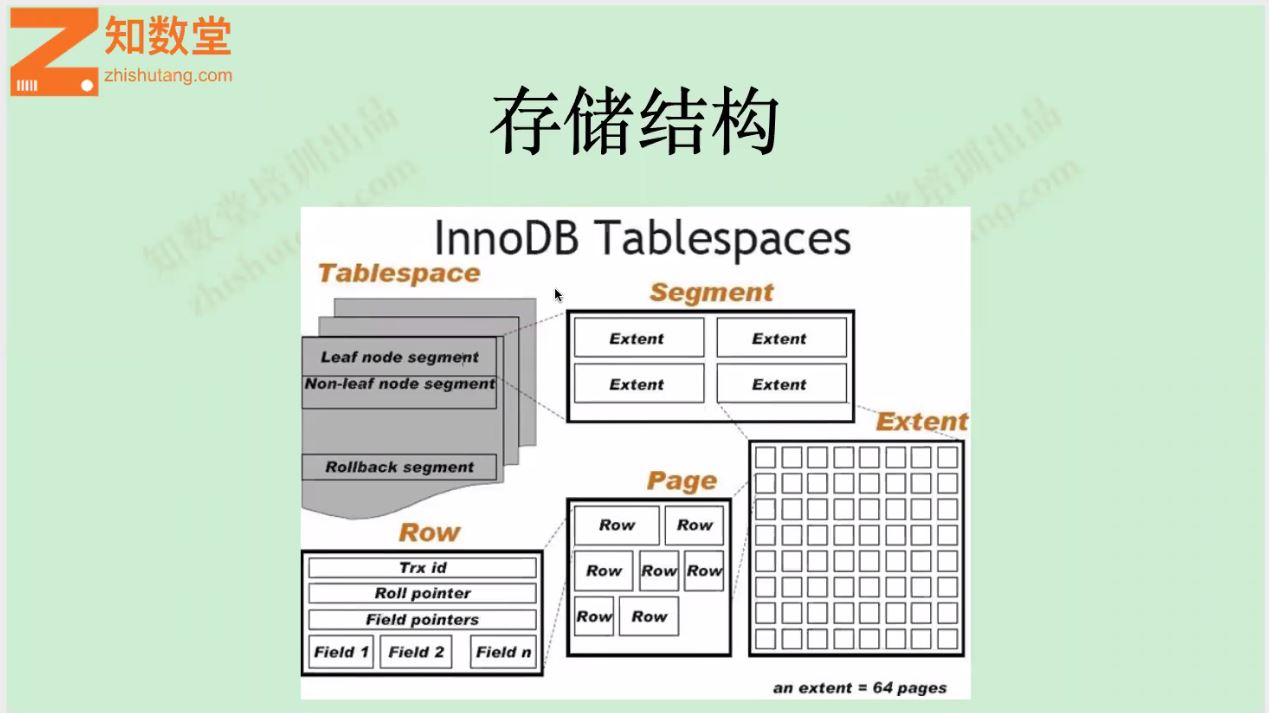 知数堂
zhishutang.com
存储结构
知数堂培训出品
zhishutang.com
知数堂培训出品
zhishutang.com
InnoDB Tablespaces
Tablespace
Leaf node segment
Non-leaf node segment
Rollback segment
Segment
Extent Extent
Extent Extent
Extent
Page
Row Row
Row Row Row
Row Row
Row
Trx id
Roll pointer
Field pointers
Field 1 Field 2 Field n
an extent = 64 pages